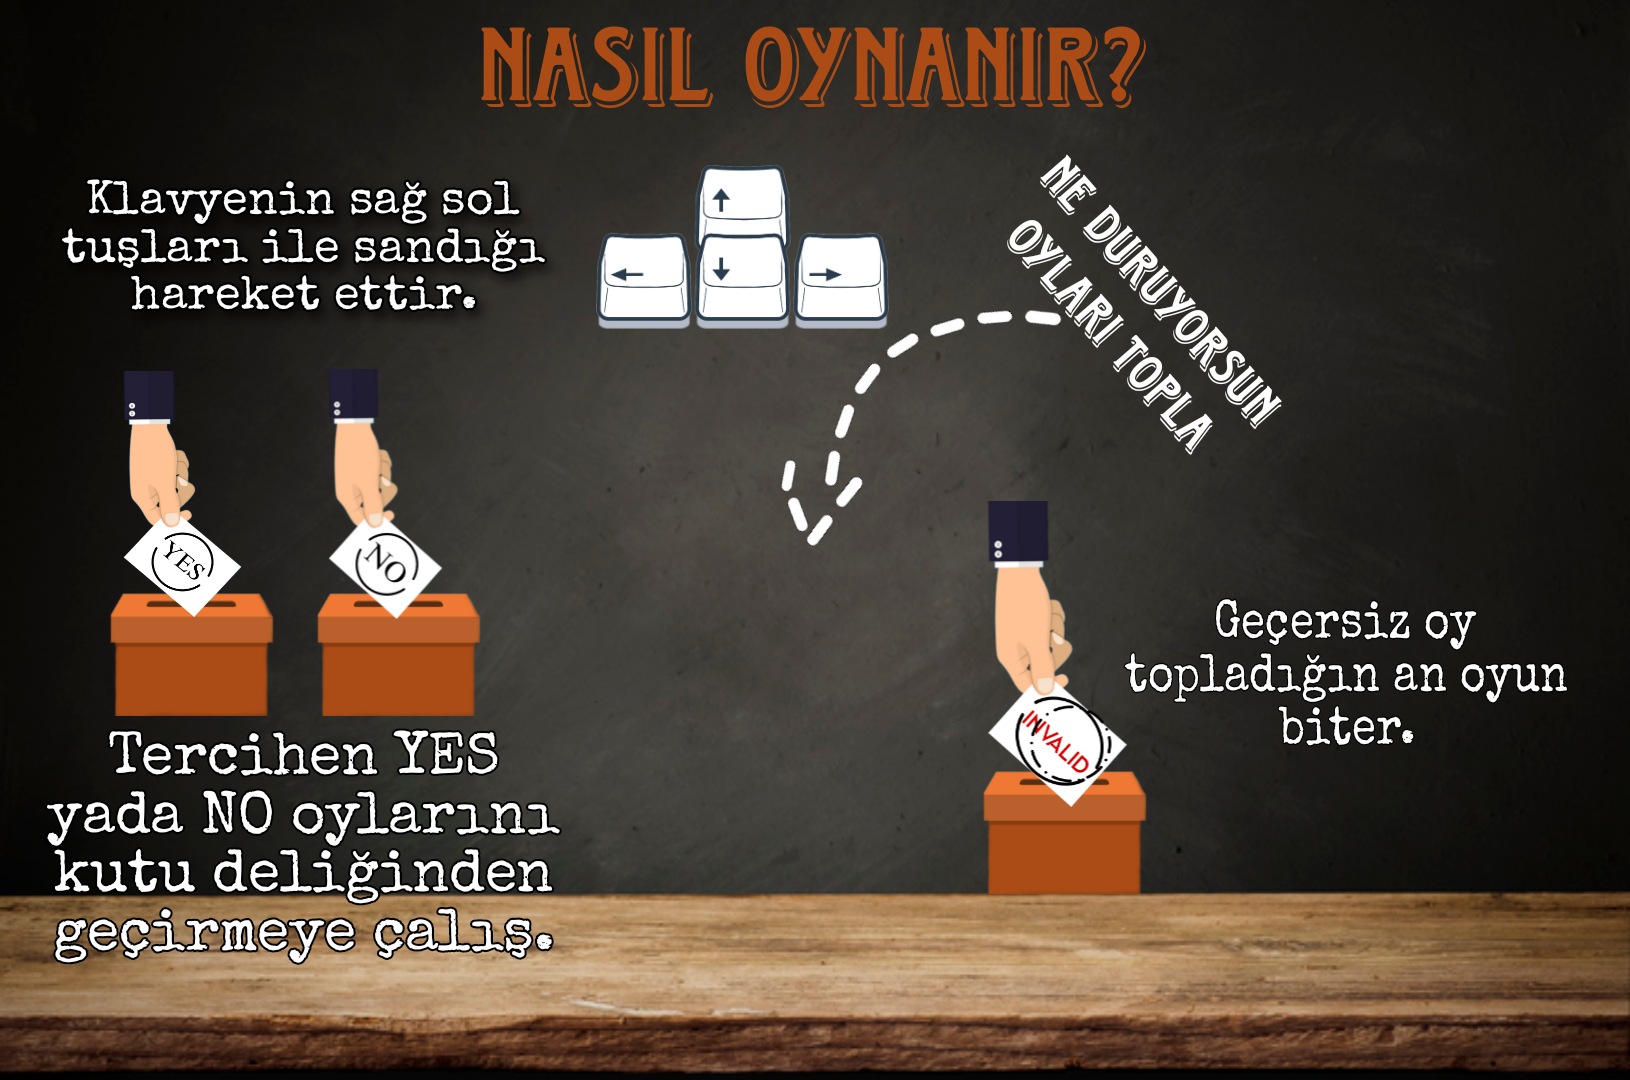 NASIL OYNANIR?
Klavyenin sağ sol
tuşları ile sandığı
hareket ettir.
NE DURUYORSUN
OYLARI TOPLA
YES
NO
Tercihen YES
yada NO oylarını
kutu deliğinden
geçirmeye çalış.
INVALID
Geçersiz oy
topladığın an oyun
biter.